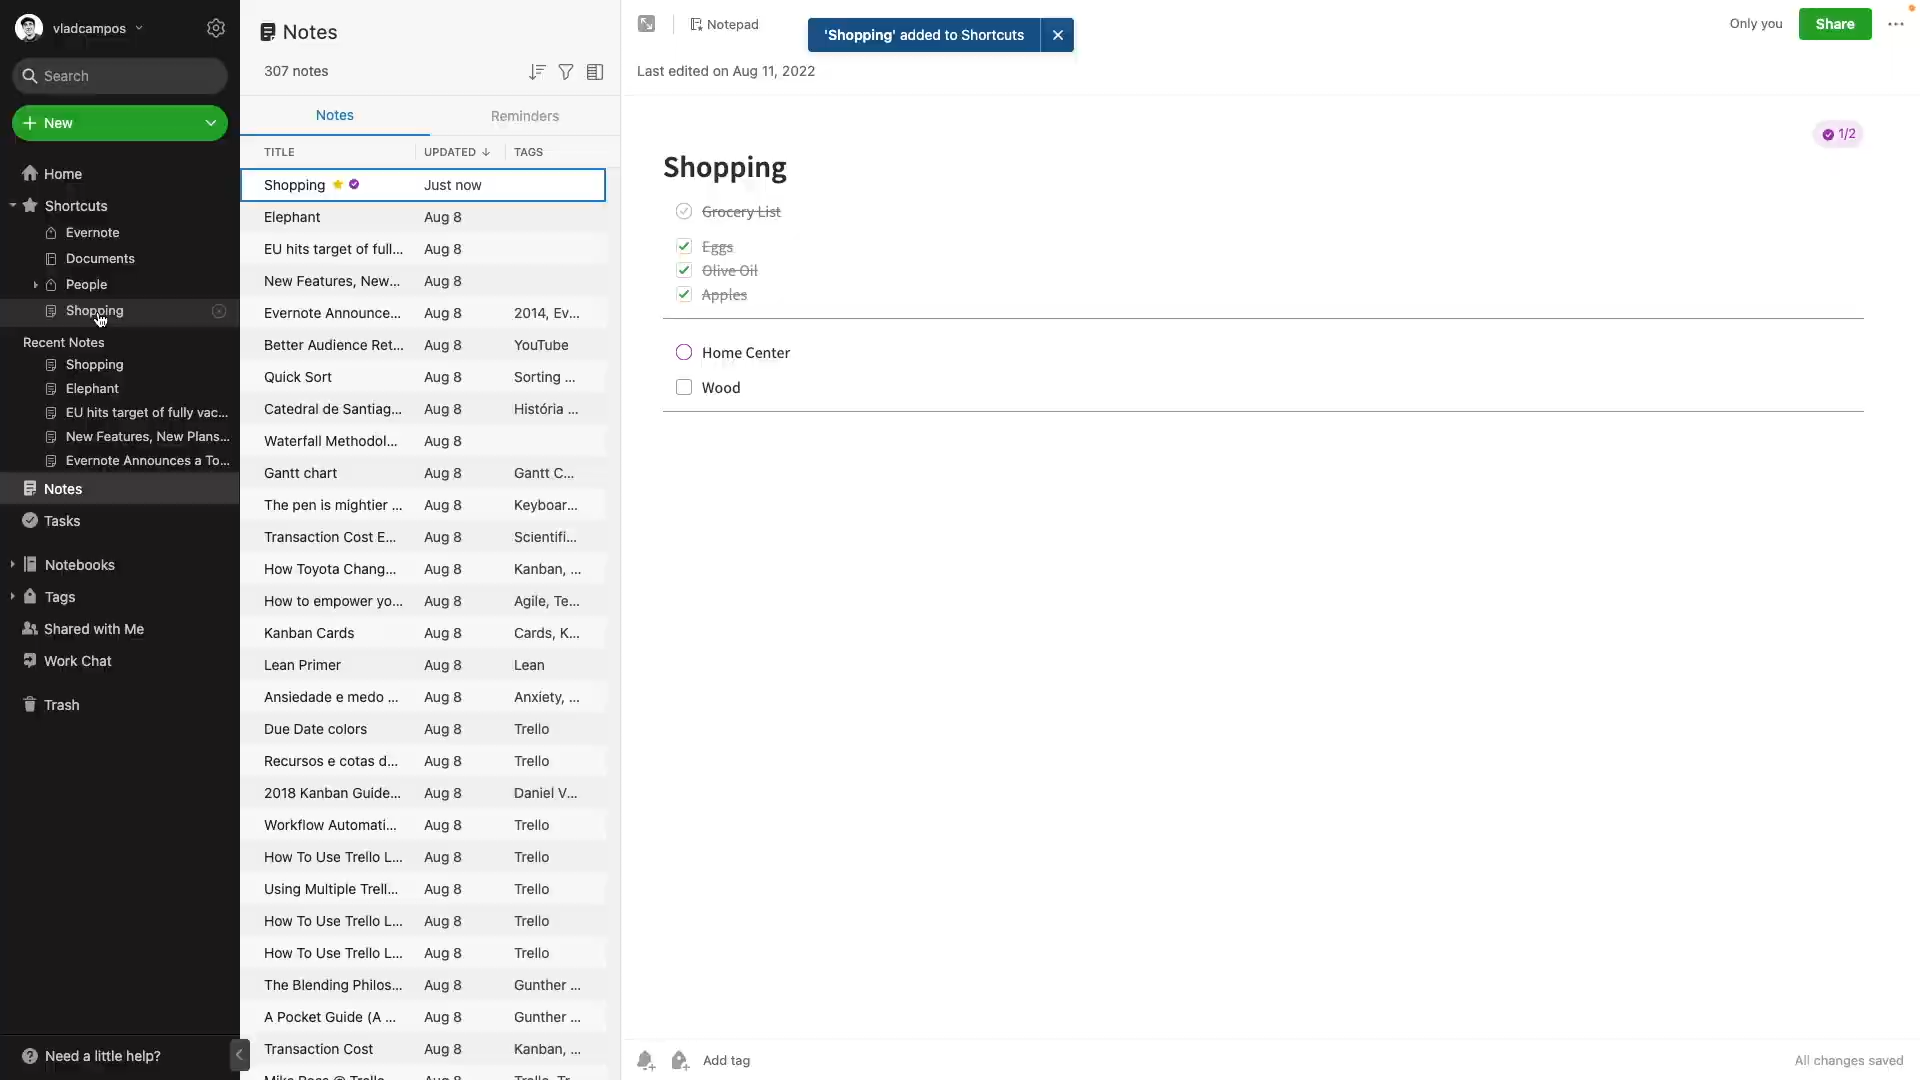 vladcampos
Search
New
Home
Shortcuts
Evernote
Documents
People
Shopping
Recent Notes
Shopping
Elephant
EU hits target of fully vac...
New Features, New Plans...
Evernote Announces a To...
Notes
Tasks
Notebooks
Tags
Shared with Me
Work Chat
Trash
Need a little help?
Notes
307 notes
Notes Reminders
TITLE UPDATED TAGS
Shopping Just now
Elephant Aug 8
EU hits target of full... Aug 8
New Features, New... Aug 8
Evernote Announce... Aug 8 2014, Ev...
Better Audience Ret... Aug 8 YouTube
Quick Sort Aug 8 Sorting ...
Catedral de Santiag... Aug 8 História ...
Waterfall Methodol... Aug 8
Gantt chart Aug 8 Gantt C...
The pen is mightier ... Aug 8 Keyboar...
Transaction Cost E... Aug 8 Scientifi...
How Toyota Chang... Aug 8 Kanban, ...
How to empower yo... Aug 8 Agile, Te...
Kanban Cards Aug 8 Cards, K...
Lean Primer Aug 8 Lean
Ansiedade e medo ... Aug 8 Anxiety, ...
Due Date colors Aug 8 Trello
Recursos e cotas d... Aug 8 Trello
2018 Kanban Guide... Aug 8 Daniel V...
Workflow Automati... Aug 8 Trello
How To Use Trello L... Aug 8 Trello
Using Multiple Trell... Aug 8 Trello
How To Use Trello L... Aug 8 Trello
How To Use Trello L... Aug 8 Trello
The Blending Philos... Aug 8 Gunther ...
A Pocket Guide (A ... Aug 8 Gunther ...
Transaction Cost Aug 8 Kanban, ...
Notepad
'Shopping' added to Shortcuts
Only you
Share
Last edited on Aug 11, 2022
1/2
Shopping
Grocery List
Eggs
Olive Oil
Apples
Home Center
Wood
Add tag
All changes saved